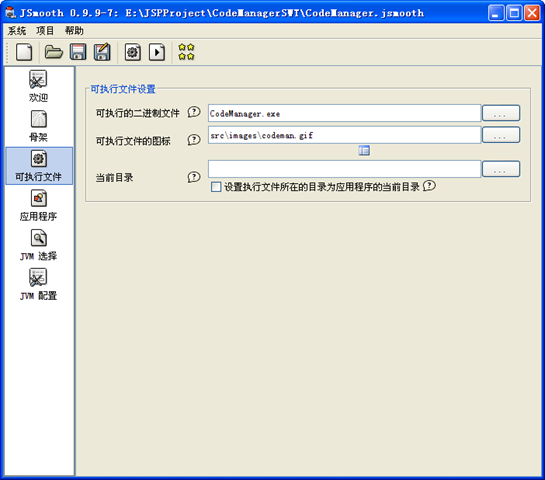 JSmooth 0.9.9-7: E:\JSPProject\CodeManagerSWT\CodeManager.jsmooth
系统 项目 帮助
欢迎
骨架
可执行文件
应用程序
JVM 选择
JVM 配置
可执行文件设置
可执行的二进制文件 ? CodeManager.exe ...
可执行文件的图标 ? src\images\codeman.gif ...
当前目录 ? ...
设置执行文件所在的目录为应用程序的当前目录 ?